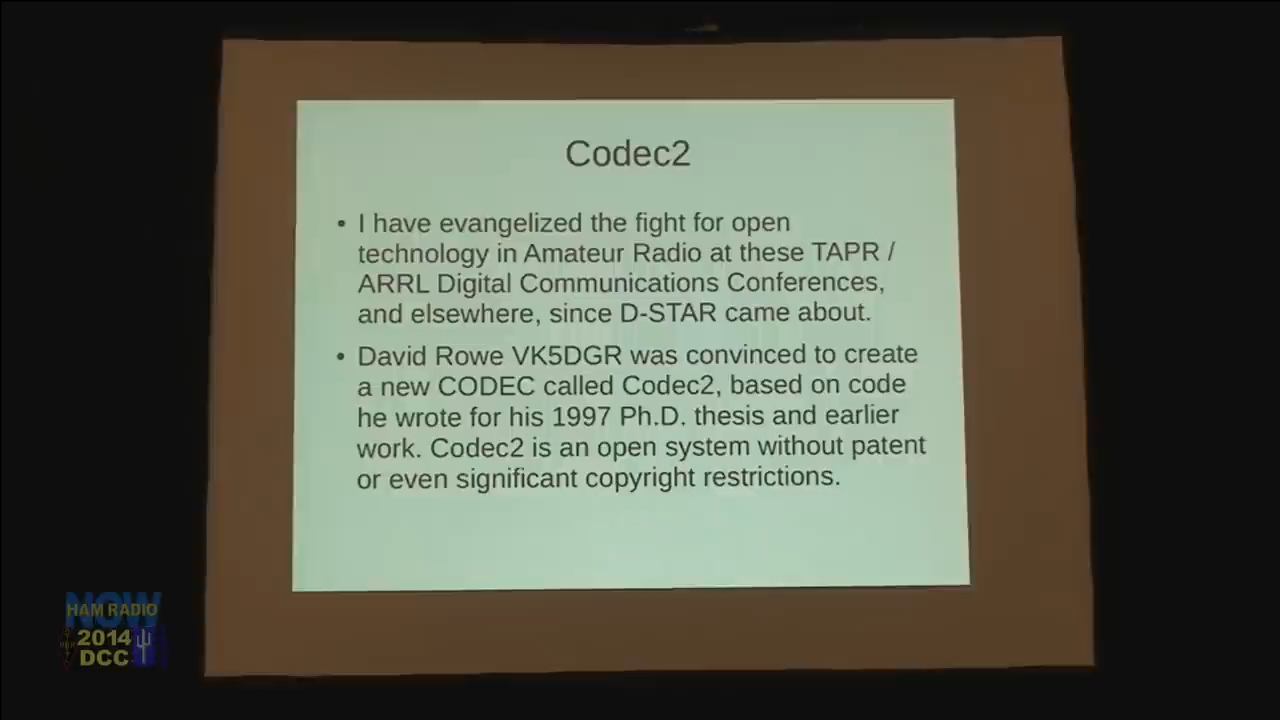 Codec2
• I have evangelized the fight for open
technology in Amateur Radio at these TAPR /
ARRL Digital Communications Conferences,
and elsewhere, since D-STAR came about.
• David Rowe VK5DGR was convinced to create
a new CODEC called Codec2, based on code
he wrote for his 1997 Ph.D. thesis and earlier
work. Codec2 is an open system without patent
or even significant copyright restrictions.
NOW
HAM RADIO
2014
DCC